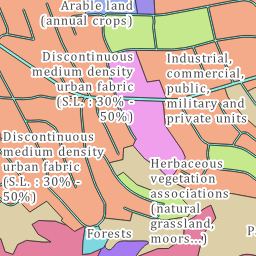 Arable land
(annual crops)
Discontinuous
medium density
urban fabric
(S.L. : 30% -
50%)
Industrial,
commercial,
public,
military and
private units
Discontinuous
medium density
urban fabric
(S.L. : 30% -
50%)
Herbaceous
vegetation
associations
(natural
grassland,
moors...)
Forests